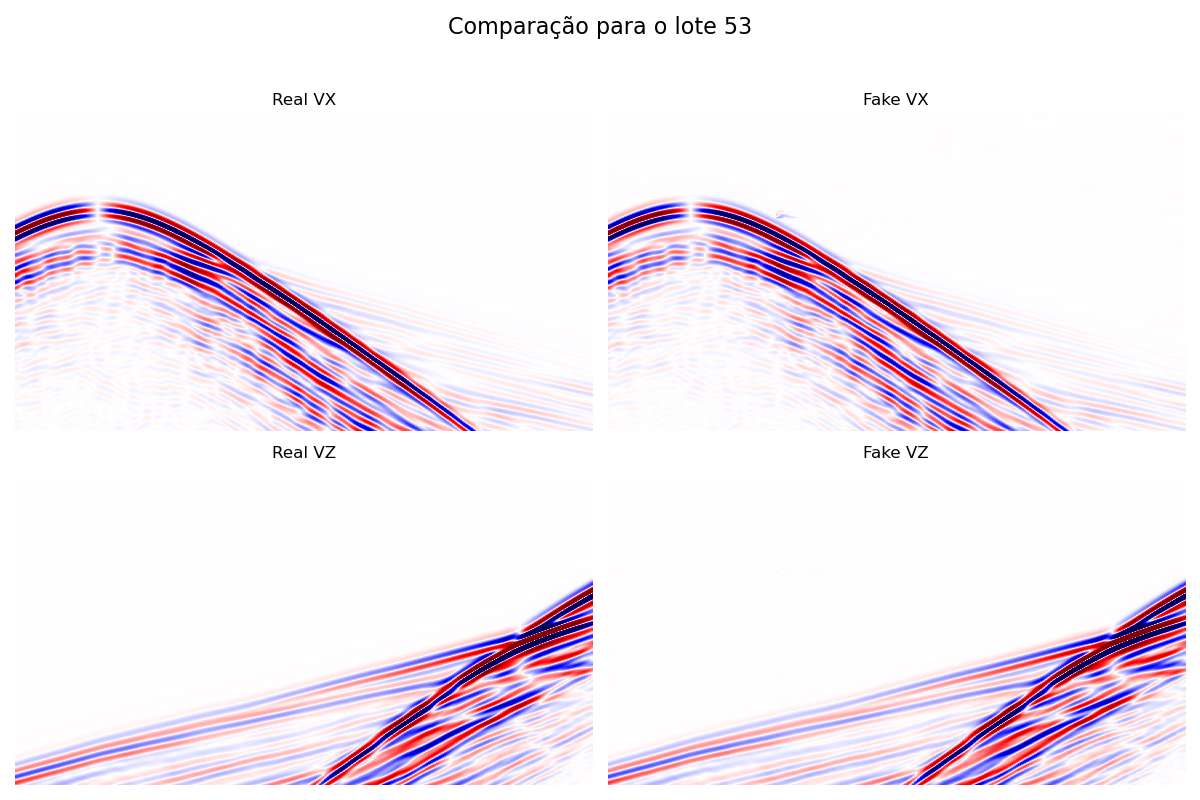 Comparação para o lote 53
Real VX
Fake VX
Real VZ
Fake VZ